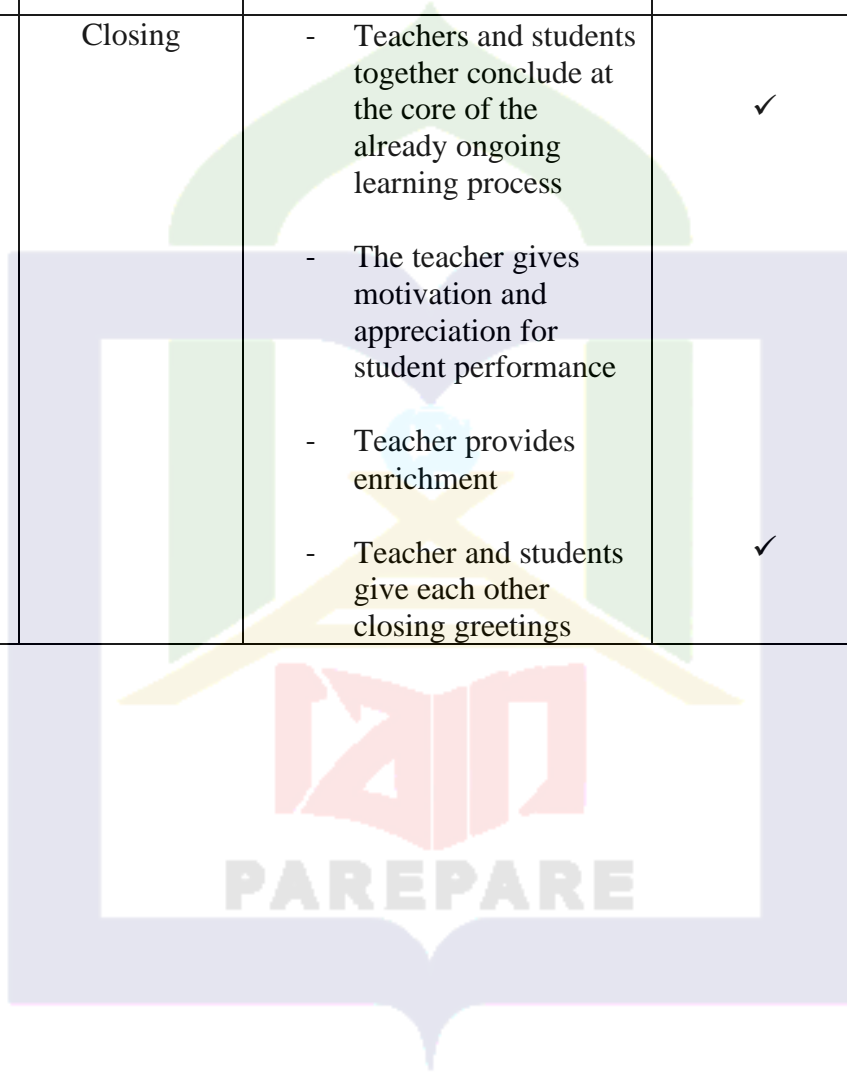 Closing
- Teachers and students
together conclude at
the core of the
already ongoing
learning process
✓
- The teacher gives
motivation and
appreciation for
student performance
- Teacher provides
enrichment
- Teacher and students
give each other
closing greetings
✓
iain
PAREPARE